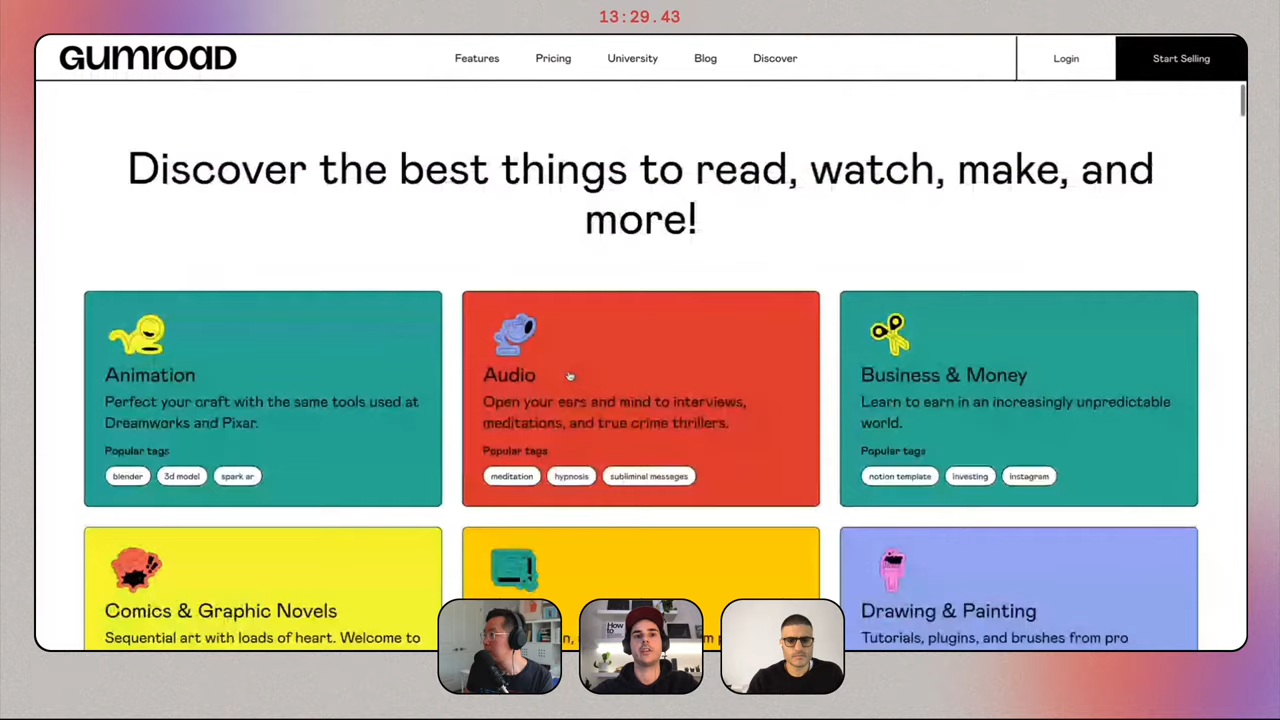 13:29.43
GUMROAD
Features Pricing University Blog Discover Login Start Selling
Discover the best things to read, watch, make, and
more!
Animation
Perfect your craft with the same tools used at
Dreamworks and Pixar.
Popular tags
blender 3d model spark ar
Audio
Open your ears and mind to interviews,
meditations, and true crime thrillers.
Popular tags
meditation hypnosis subliminal messages
Business & Money
Learn to earn in an increasingly unpredictable
world.
Popular tags
notion template investing instagram
Comics & Graphic Novels
Sequential art with loads of heart. Welcome to
Drawing & Painting
Tutorials, plugins, and brushes from pro
How
to